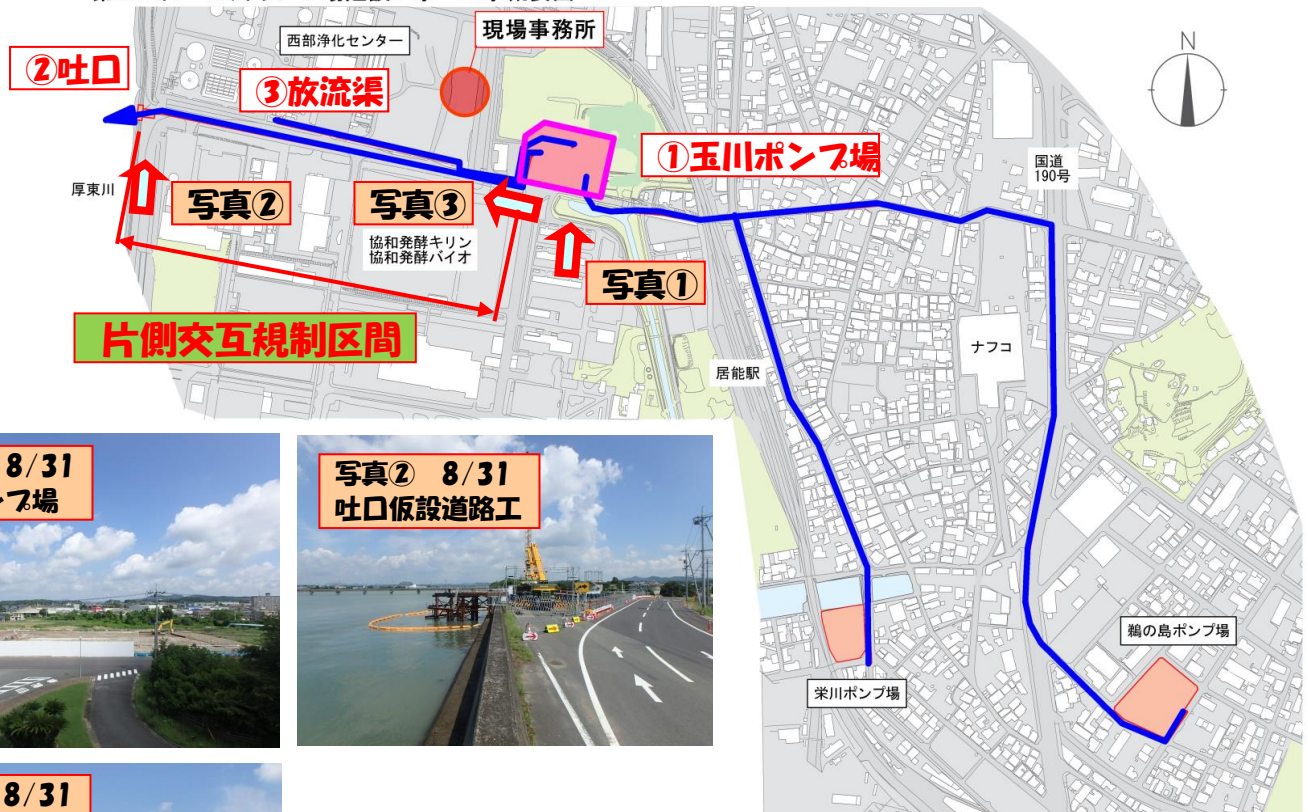 西部浄化センター
現場事務所
N
②吐口
③放流渠
①玉川ポンプ場
国道
190号
厚東川
写真②
写真③
協和発酵キリン
協和発酵バイオ
写真①
片側交互規制区間
ナフコ
居能駅
8/31
プ場
写真② 8/31
吐口仮設道路工
鵜の島ポンプ場
栄川ポンプ場
8/31